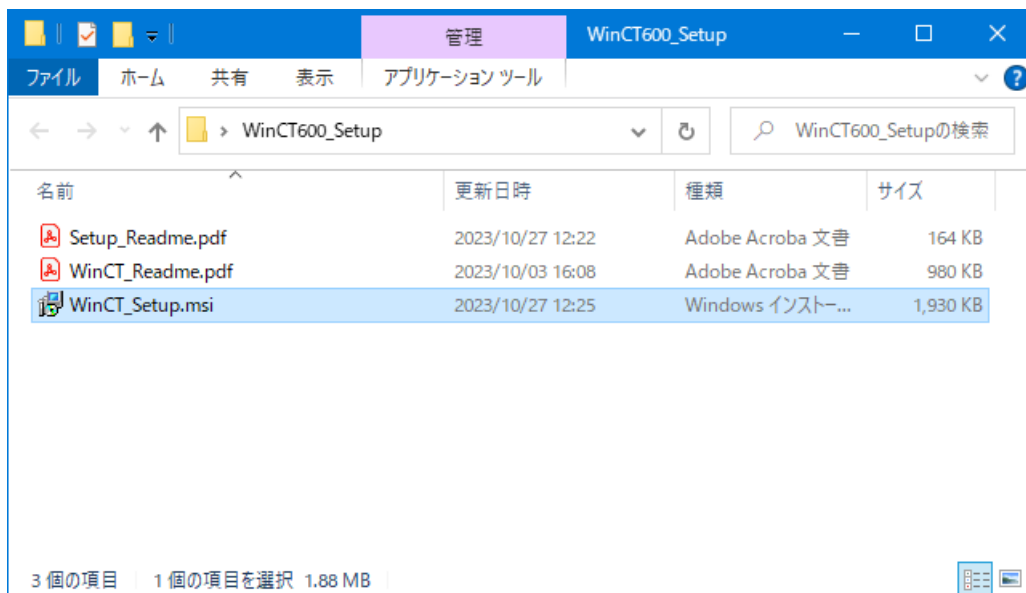 管理
WinCT600_Setup
ファイル ホーム 共有 表示 アプリケーション ツール
WinCT600_Setup
WinCT600_Setupの検索
名前 更新日時 種類 サイズ
Setup_Readme.pdf 2023/10/27 12:22 Adobe Acroba 文書 164 KB
WinCT_Readme.pdf 2023/10/03 16:08 Adobe Acroba 文書 980 KB
WinCT_Setup.msi 2023/10/27 12:25 Windows インストー... 1,930 KB
3 個の項目 1 個の項目を選択 1.88 MB